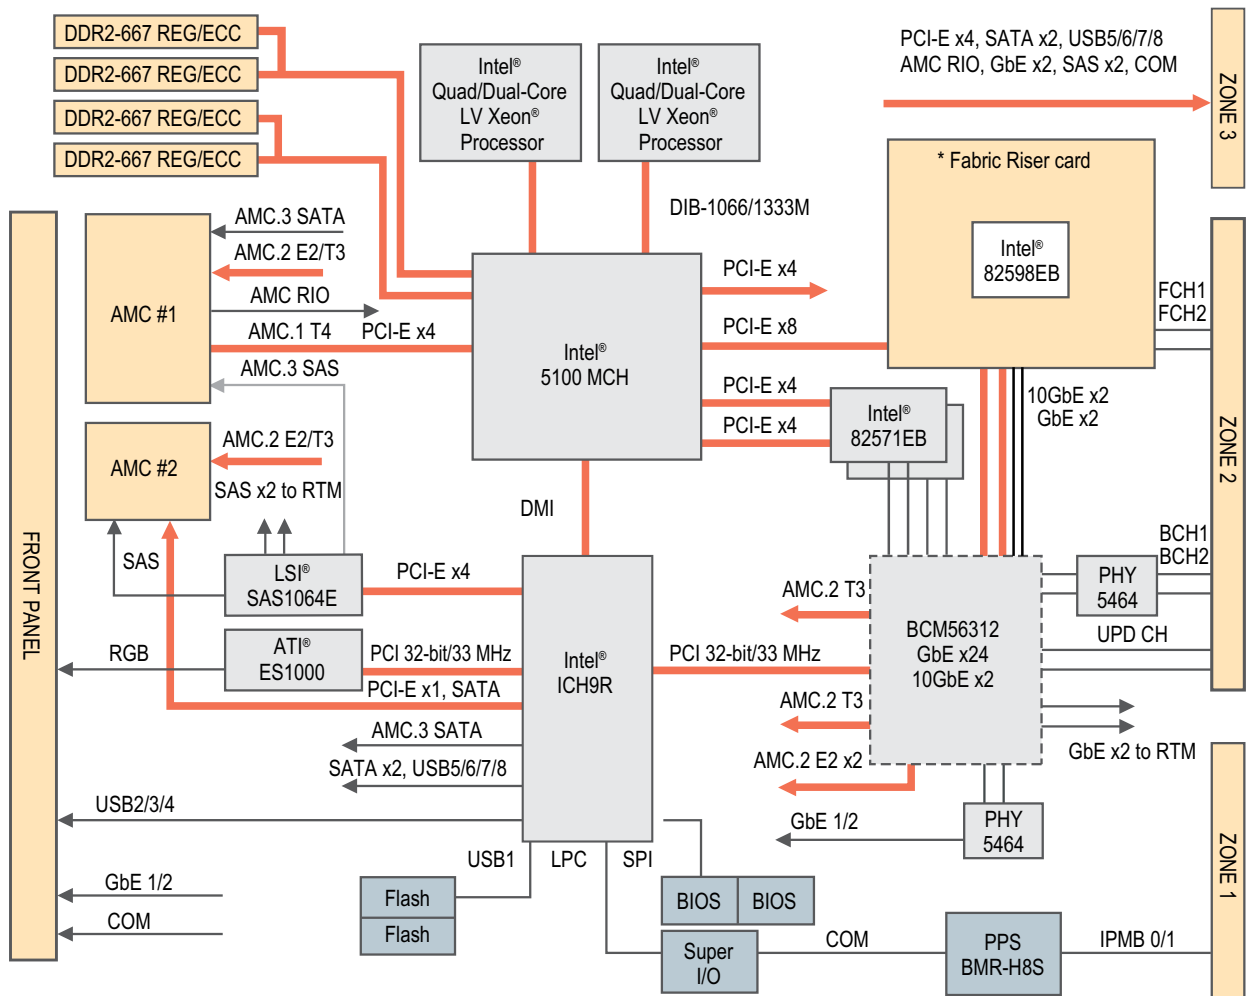 DDR2-667 REG/ECC
DDR2-667 REG/ECC
DDR2-667 REG/ECC
DDR2-667 REG/ECC
Intel®
Quad/Dual-Core
LV Xeon®
Processor
Intel®
Quad/Dual-Core
LV Xeon®
Processor
PCI-E x4, SATA x2, USB5/6/7/8
AMC RIO, GbE x2, SAS x2, COM
ZONE 3
* Fabric Riser card
Intel®
82598EB
DIB-1066/1333M
FRONT PANEL
AMC #1
AMC.3 SATA
AMC.2 E2/T3
AMC RIO
AMC.1 T4
PCI-E x4
AMC.3 SAS
Intel®
5100 MCH
PCI-E x4
PCI-E x8
PCI-E x4
PCI-E x4
Intel®
82571EB
FCH1
FCH2
10GbE x2
GbE x2
ZONE 2
AMC #2
AMC.2 E2/T3
SAS x2 to RTM
DMI
SAS
LSI®
SAS1064E
PCI-E x4
RGB
ATI®
ES1000
PCI 32-bit/33 MHz
PCI-E x1, SATA
Intel®
ICH9R
PCI 32-bit/33 MHz
AMC.2 T3
AMC.2 T3
AMC.2 E2 x2
BCM56312
GbE x24
10GbE x2
PHY
5464
BCH1
BCH2
UPD CH
GbE x2 to RTM
AMC.3 SATA
SATA x2, USB5/6/7/8
USB2/3/4
GbE 1/2
PHY
5464
USB1
LPC
SPI
GbE 1/2
COM
Flash
Flash
BIOS
BIOS
Super
I/O
COM
PPS
BMR-H8S
IPMB 0/1
ZONE 1